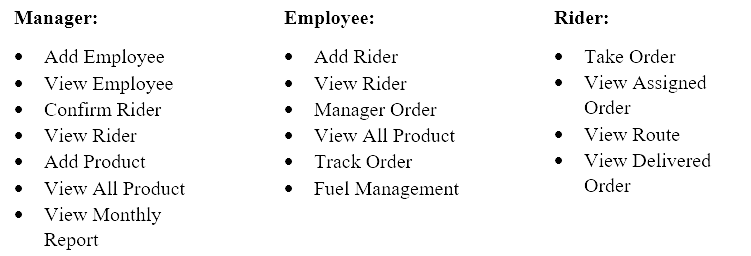 Manager:
• Add Employee
• View Employee
• Confirm Rider
• View Rider
• Add Product
• View All Product
• View Monthly
Report
Employee:
• Add Rider
• View Rider
• Manager Order
• View All Product
• Track Order
• Fuel Management
Rider:
• Take Order
• View Assigned
Order
• View Route
• View Delivered
Order